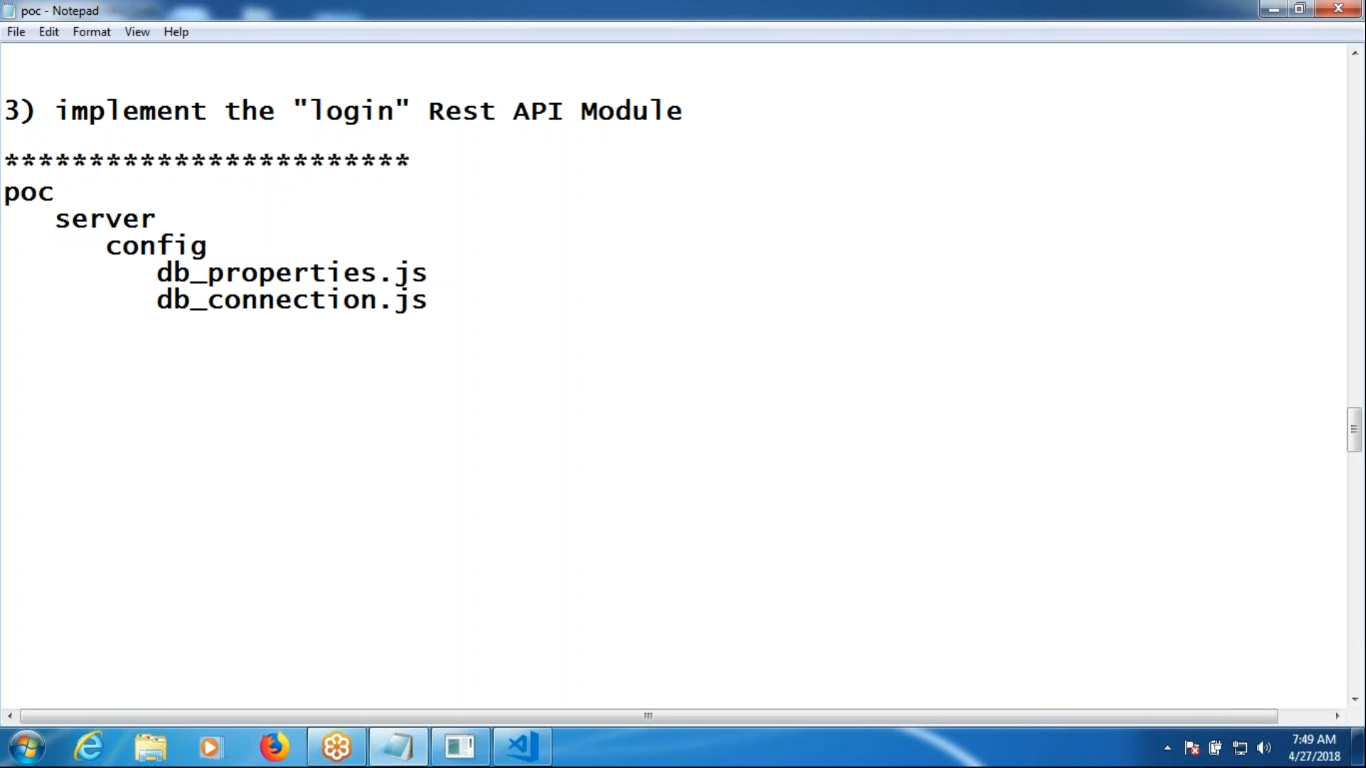 poc - Notepad
File Edit Format View Help
3) implement the "login" Rest API Module
************************
poc
server
config
db_properties.js
db_connection.js
7:49 AM
4/27/2018